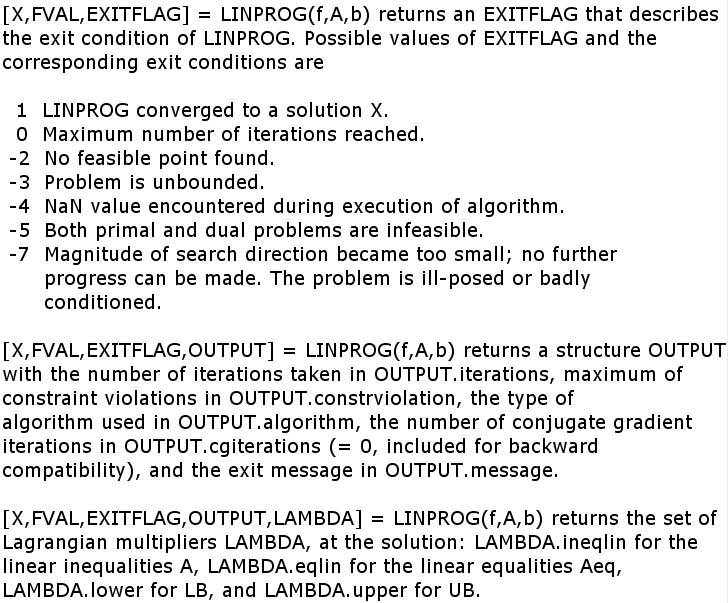 [X,FVAL,EXITFLAG] = LINPROG(f,A,b) returns an EXITFLAG that describes
the exit condition of LINPROG. Possible values of EXITFLAG and the
corresponding exit conditions are
1 LINPROG converged to a solution X.
0 Maximum number of iterations reached.
-2 No feasible point found.
-3 Problem is unbounded.
-4 NaN value encountered during execution of algorithm.
-5 Both primal and dual problems are infeasible.
-7 Magnitude of search direction became too small; no further
progress can be made. The problem is ill-posed or badly
conditioned.
[X,FVAL,EXITFLAG,OUTPUT] = LINPROG(f,A,b) returns a structure OUTPUT
with the number of iterations taken in OUTPUT.iterations, maximum of
constraint violations in OUTPUT.constrviolation, the type of
algorithm used in OUTPUT.algorithm, the number of conjugate gradient
iterations in OUTPUT.cgiterations (= 0, included for backward
compatibility), and the exit message in OUTPUT.message.
[X,FVAL,EXITFLAG,OUTPUT,LAMBDA] = LINPROG(f,A,b) returns the set of
Lagrangian multipliers LAMBDA, at the solution: LAMBDA.ineqlin for the
linear inequalities A, LAMBDA.eqlin for the linear equalities Aeq,
LAMBDA.lower for LB, and LAMBDA.upper for UB.